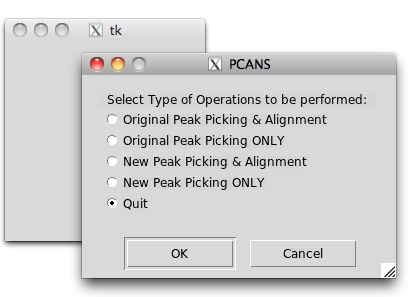 tk
PCANS
Select Type of Operations to be performed:
Original Peak Picking & Alignment
Original Peak Picking ONLY
New Peak Picking & Alignment
New Peak Picking ONLY
Quit
OK
Cancel